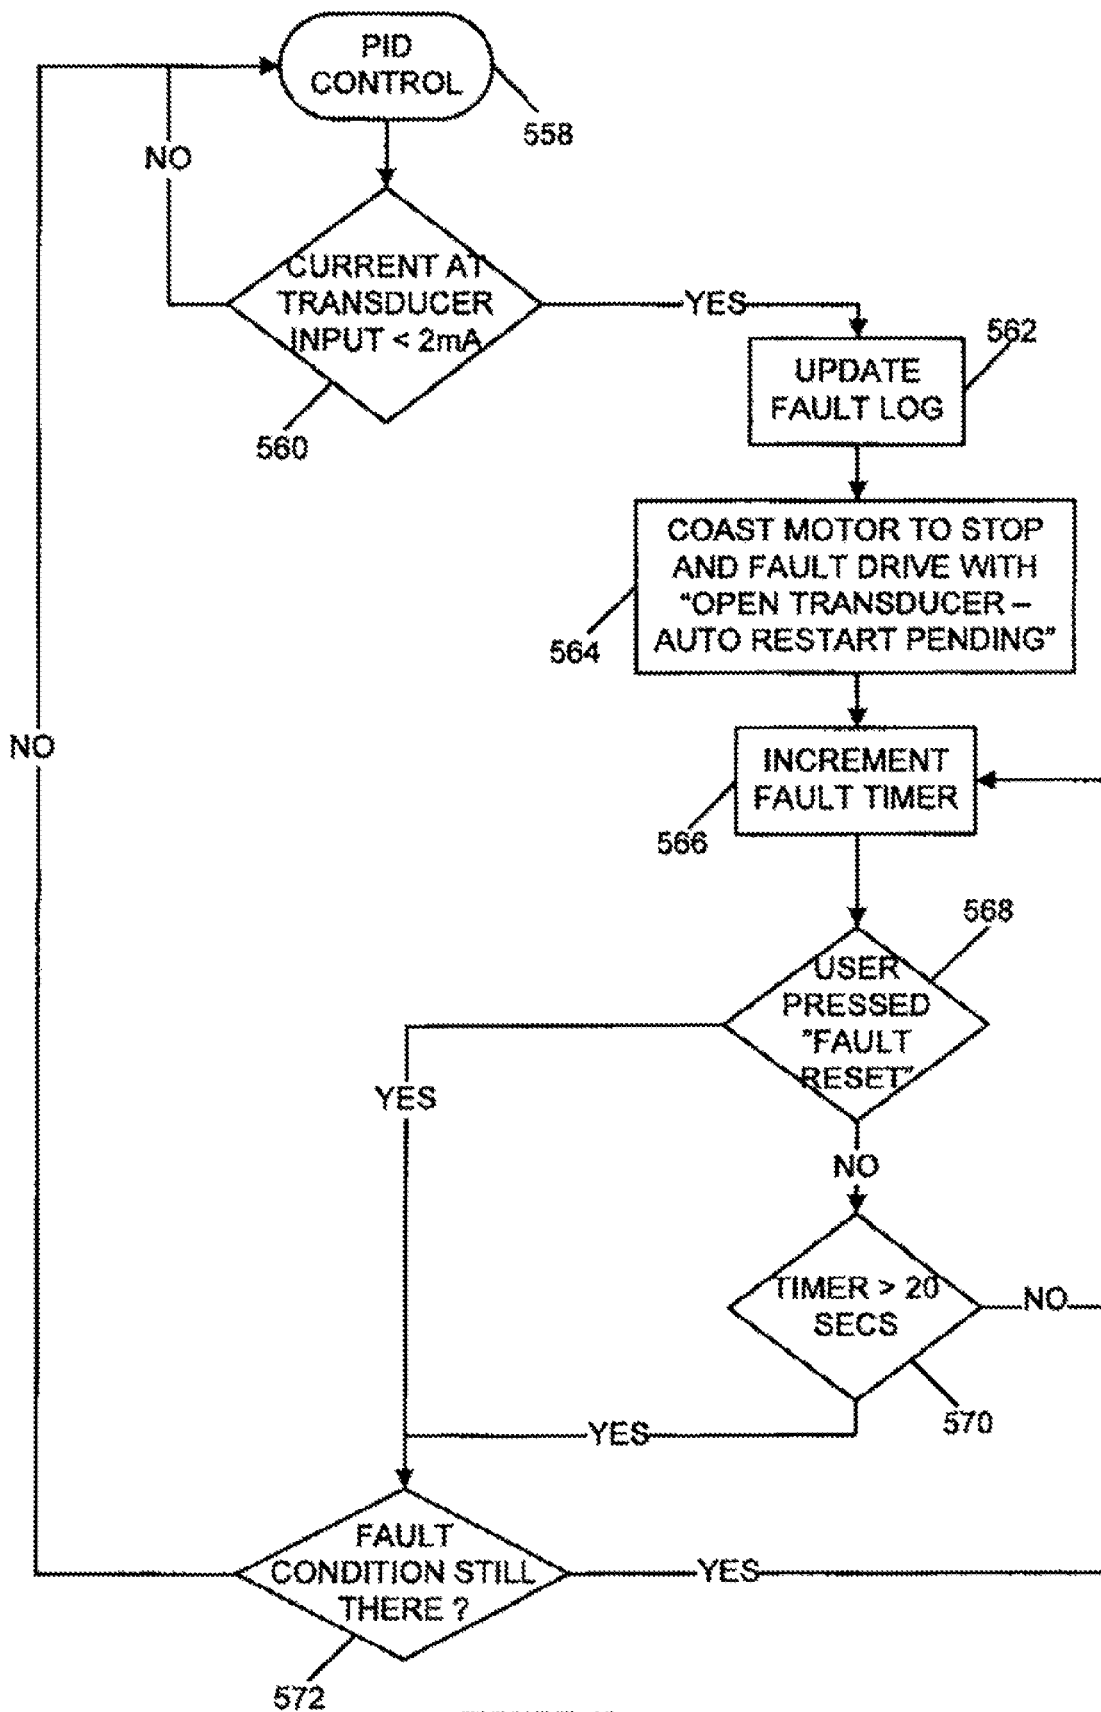 PID
CONTROL
558
NO
CURRENT AT
TRANSDUCER
INPUT < 2mA
560
YES
562
UPDATE
FAULT LOG
COAST MOTOR TO STOP
AND FAULT DRIVE WITH
“OPEN TRANSDUCER –
AUTO RESTART PENDING”
564
NO
INCREMENT
FAULT TIMER
566
568
USER
PRESSED
"FAULT
RESET"
YES
NO
TIMER > 20
SECS
NO
570
YES
FAULT
CONDITION STILL
THERE ?
YES
572